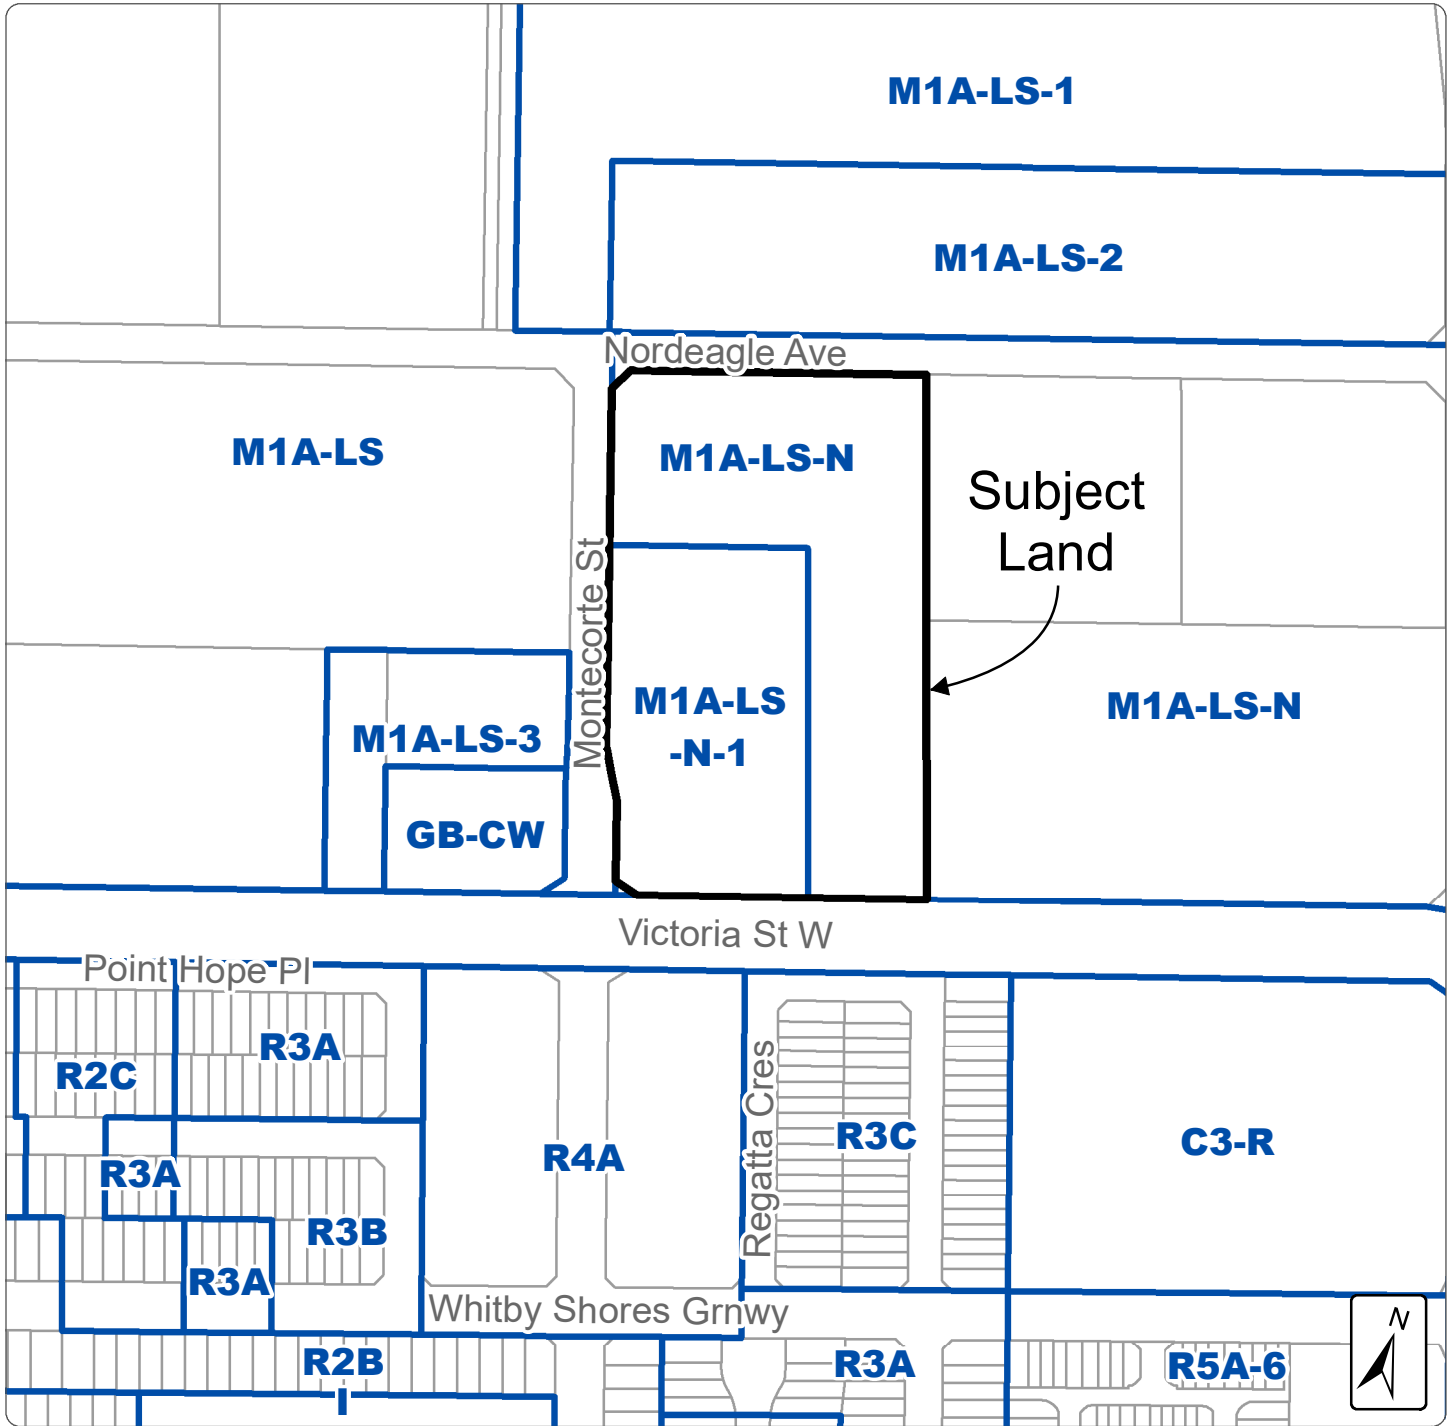 M1A-LS-1
M1A-LS-2
Nordeagle Ave
M1A-LS
M1A-LS-N
Subject
Land
Montecorte St
M1A-LS
-N-1
M1A-LS-N
M1A-LS-3
GB-CW
Victoria St W
Point Hope Pl
R3A
R2C
Regatta Cres
R3C
R4A
C3-R
R3A
R3B
R3A
Whitby Shores Grnwy
N
R2B
R3A
R5A-6